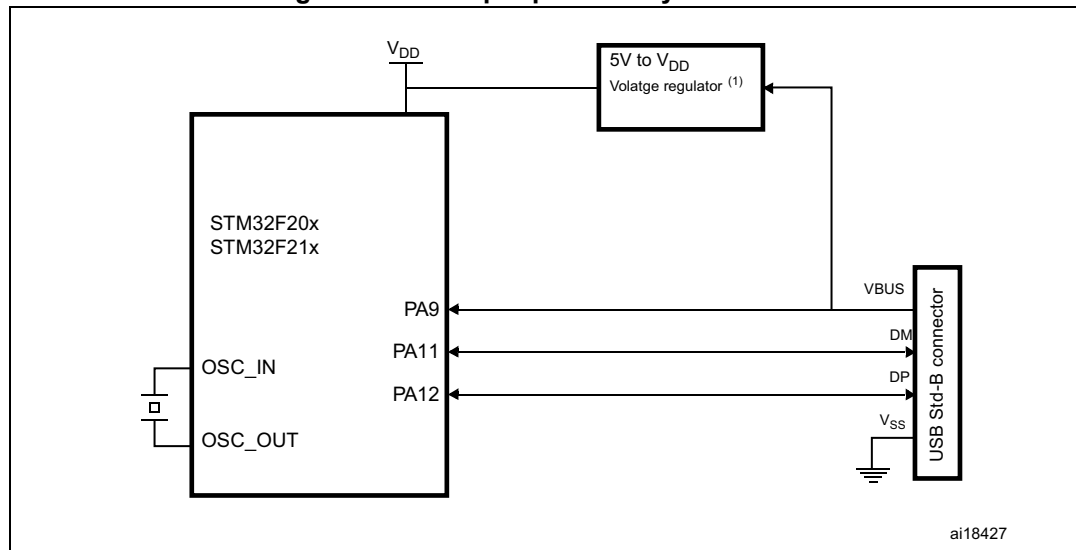 V_DD
5V to V_DD
Volatge regulator (1)
STM32F20x
STM32F21x
PA9
PA11
PA12
OSC_IN
OSC_OUT
VBUS
DM
DP
V_SS
USB Std-B connector
ai18427